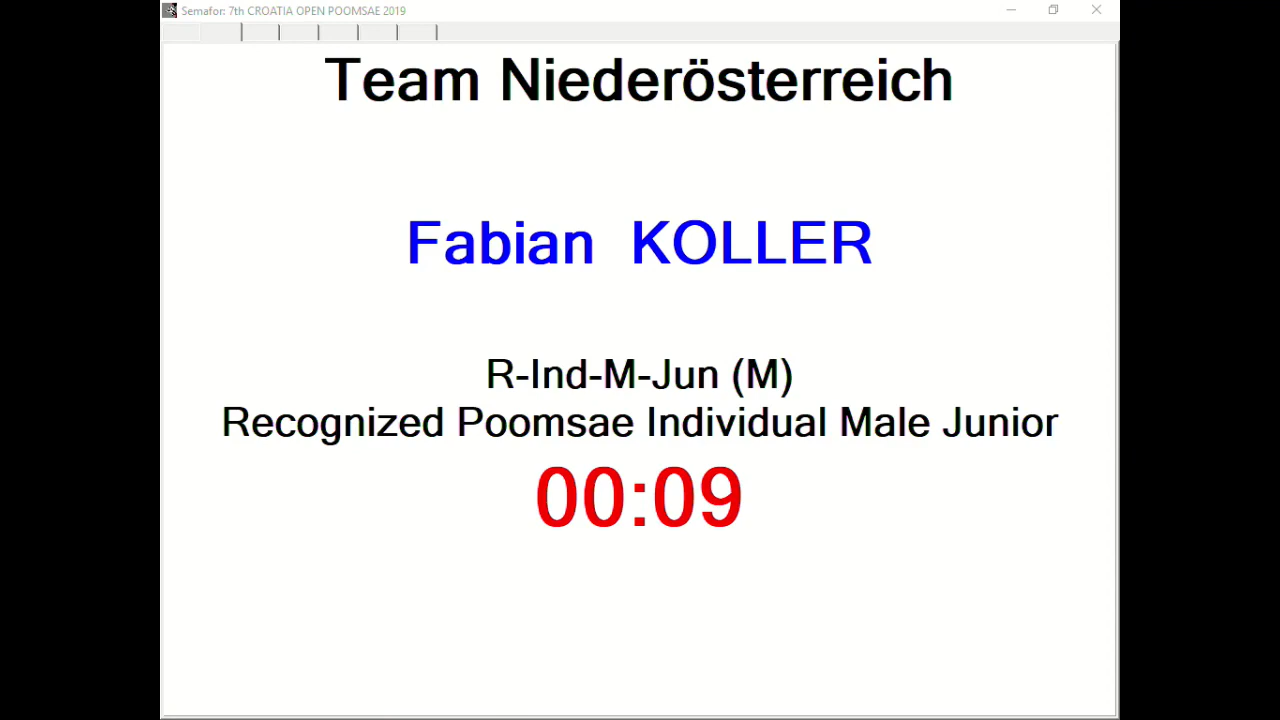 Semafor: 7th CROATIA OPEN POOMSAE 2019
Team Niederösterreich
Fabian KOLLER
R-Ind-M-Jun (M)
Recognized Poomsae Individual Male Junior
00:09